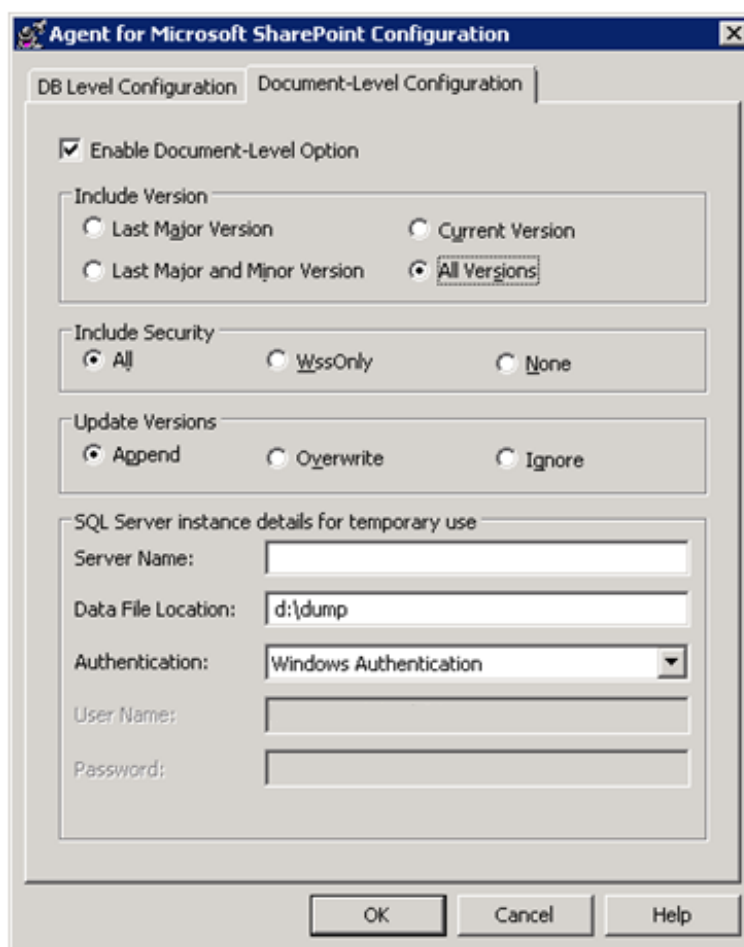 Agent for Microsoft SharePoint Configuration
DB Level Configuration Document-Level Configuration
Enable Document-Level Option
Include Version
Last Major Version Current Version
Last Major and Minor Version All Versions
Include Security
All WssOnly None
Update Versions
Append Overwrite Ignore
SQL Server instance details for temporary use
Server Name:
Data File Location: d:\dump
Authentication: Windows Authentication
User Name:
Password:
OK Cancel Help